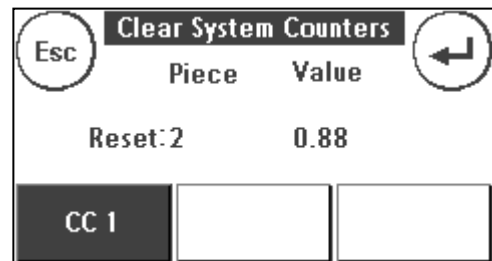 Clear System Counters
Esc
Piece Value
Reset:2 0.88
CC 1